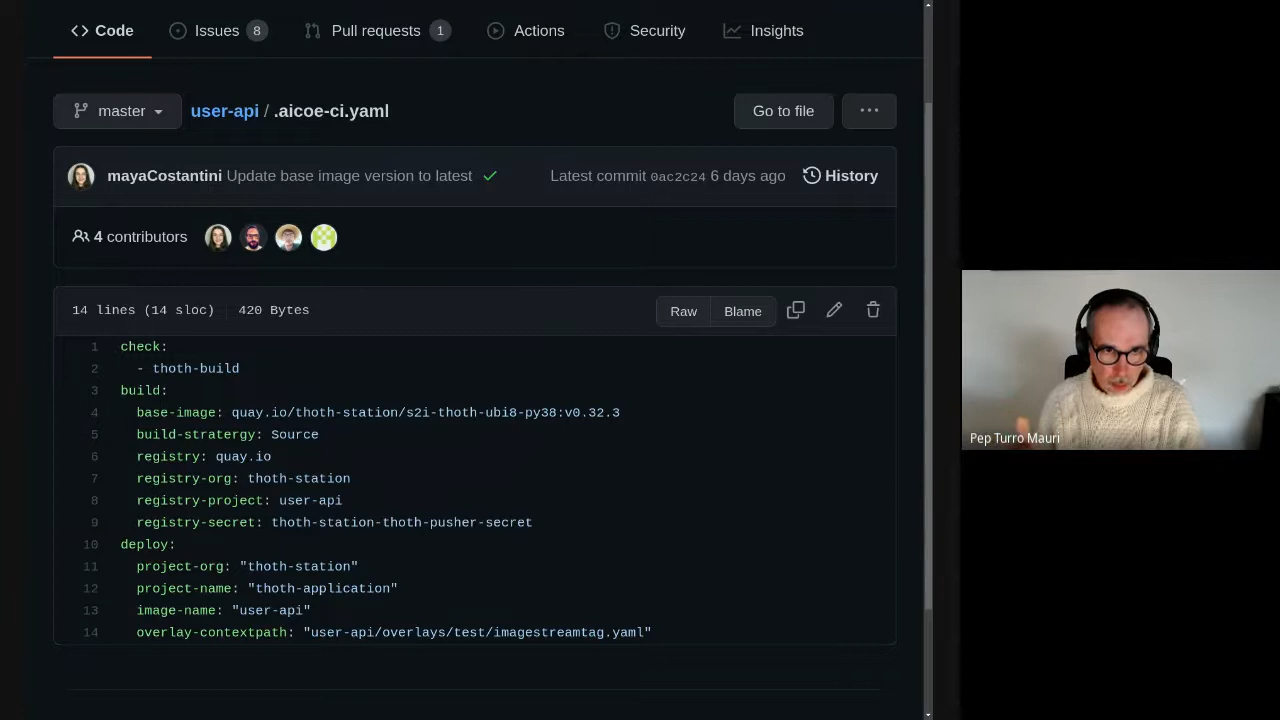 Code Issues 8 Pull requests 1 Actions Security Insights
master user-api / .aicoe-ci.yaml Go to file ...
mayaCostantini Update base image version to latest Latest commit 0ac2c24 6 days ago History
4 contributors
14 lines (14 sloc) 420 Bytes Raw Blame
1 check:
2 - thoth-build
3 build:
4 base-image: quay.io/thoth-station/s2i-thoth-ubi8-py38:v0.32.3
5 build-stratergy: Source
6 registry: quay.io
7 registry-org: thoth-station
8 registry-project: user-api
9 registry-secret: thoth-station-thoth-pusher-secret
10 deploy:
11 project-org: "thoth-station"
12 project-name: "thoth-application"
13 image-name: "user-api"
14 overlay-contextpath: "user-api/overlays/test/imagestreamtag.yaml"
Pep Turro Mauri